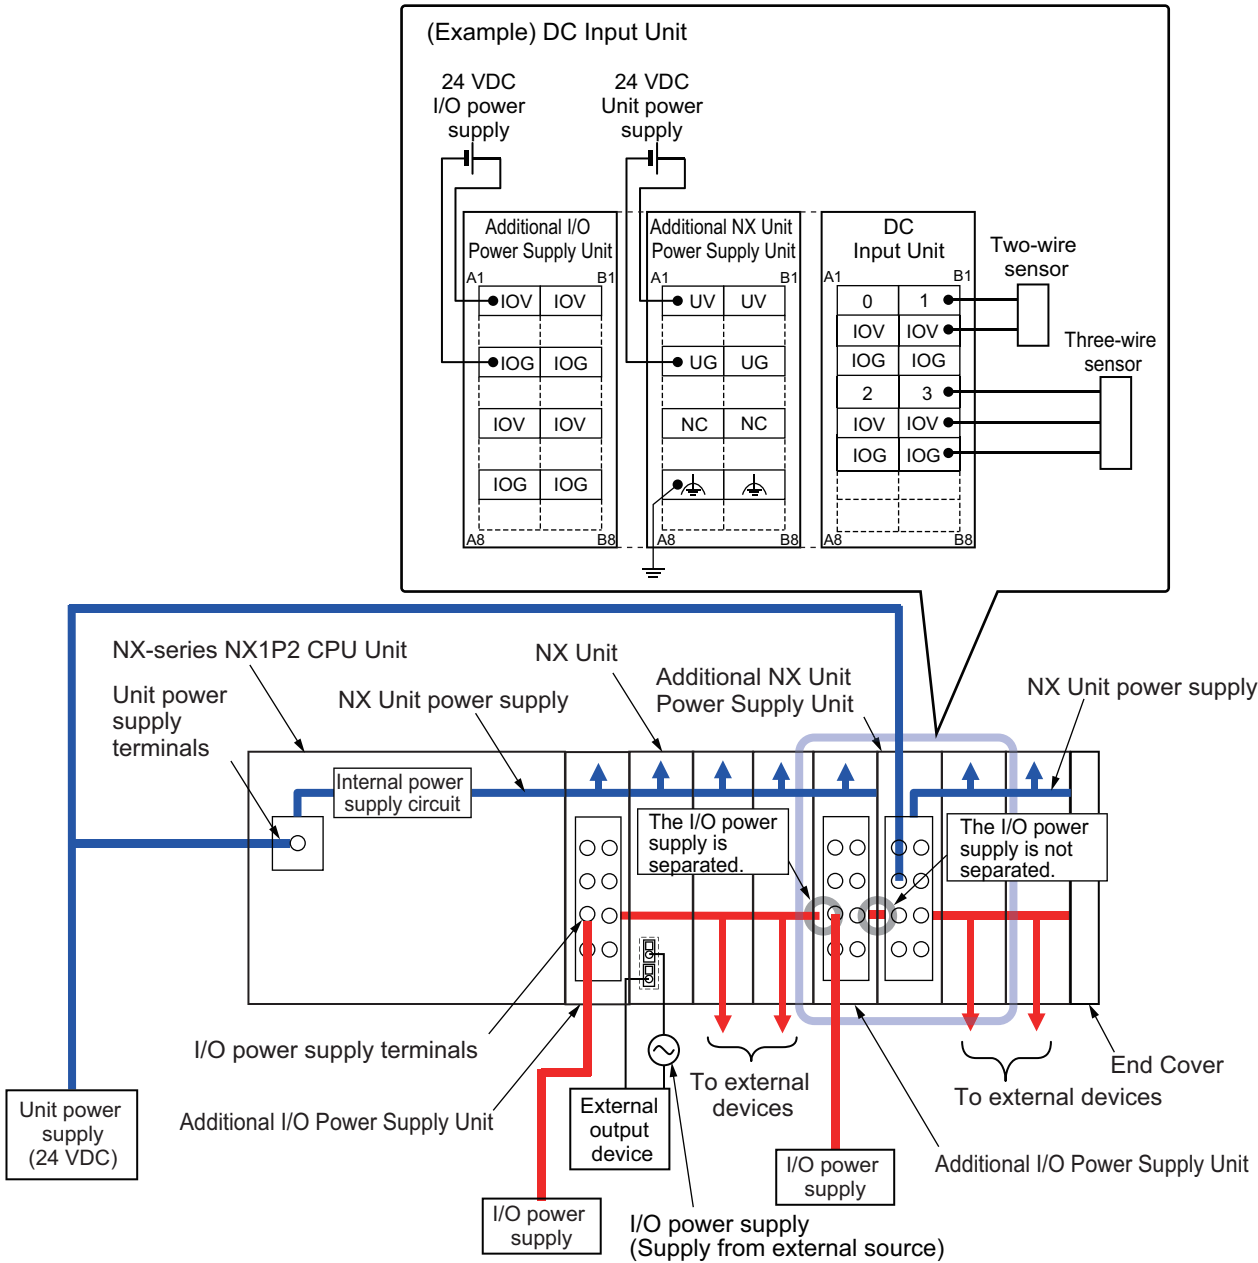 (Example) DC Input Unit
24 VDC
I/O power
supply
24 VDC
Unit power
supply
Additional I/O
Power Supply Unit
A1 B1
IOV IOV
IOG IOG
IOV IOV
IOG IOG
A8 B8
Additional NX Unit
Power Supply Unit
A1 B1
UV UV
UG UG
NC NC
A8 B8
DC
Input Unit
A1 B1
0 1
IOV IOV
IOG IOG
2 3
IOV IOV
IOG IOG
A8 B8
Two-wire
sensor
Three-wire
sensor
NX-series NX1P2 CPU Unit
Unit power
supply
terminals
NX Unit power supply
NX Unit
Additional NX Unit
Power Supply Unit
NX Unit power supply
Internal power
supply circuit
The I/O power
supply is
separated.
The I/O power
supply is not
separated.
I/O power supply terminals
Additional I/O Power Supply Unit
Unit power
supply
(24 VDC)
I/O power
supply
External
output
device
I/O power supply
(Supply from external source)
To external
devices
I/O power
supply
To external devices
End Cover
Additional I/O Power Supply Unit